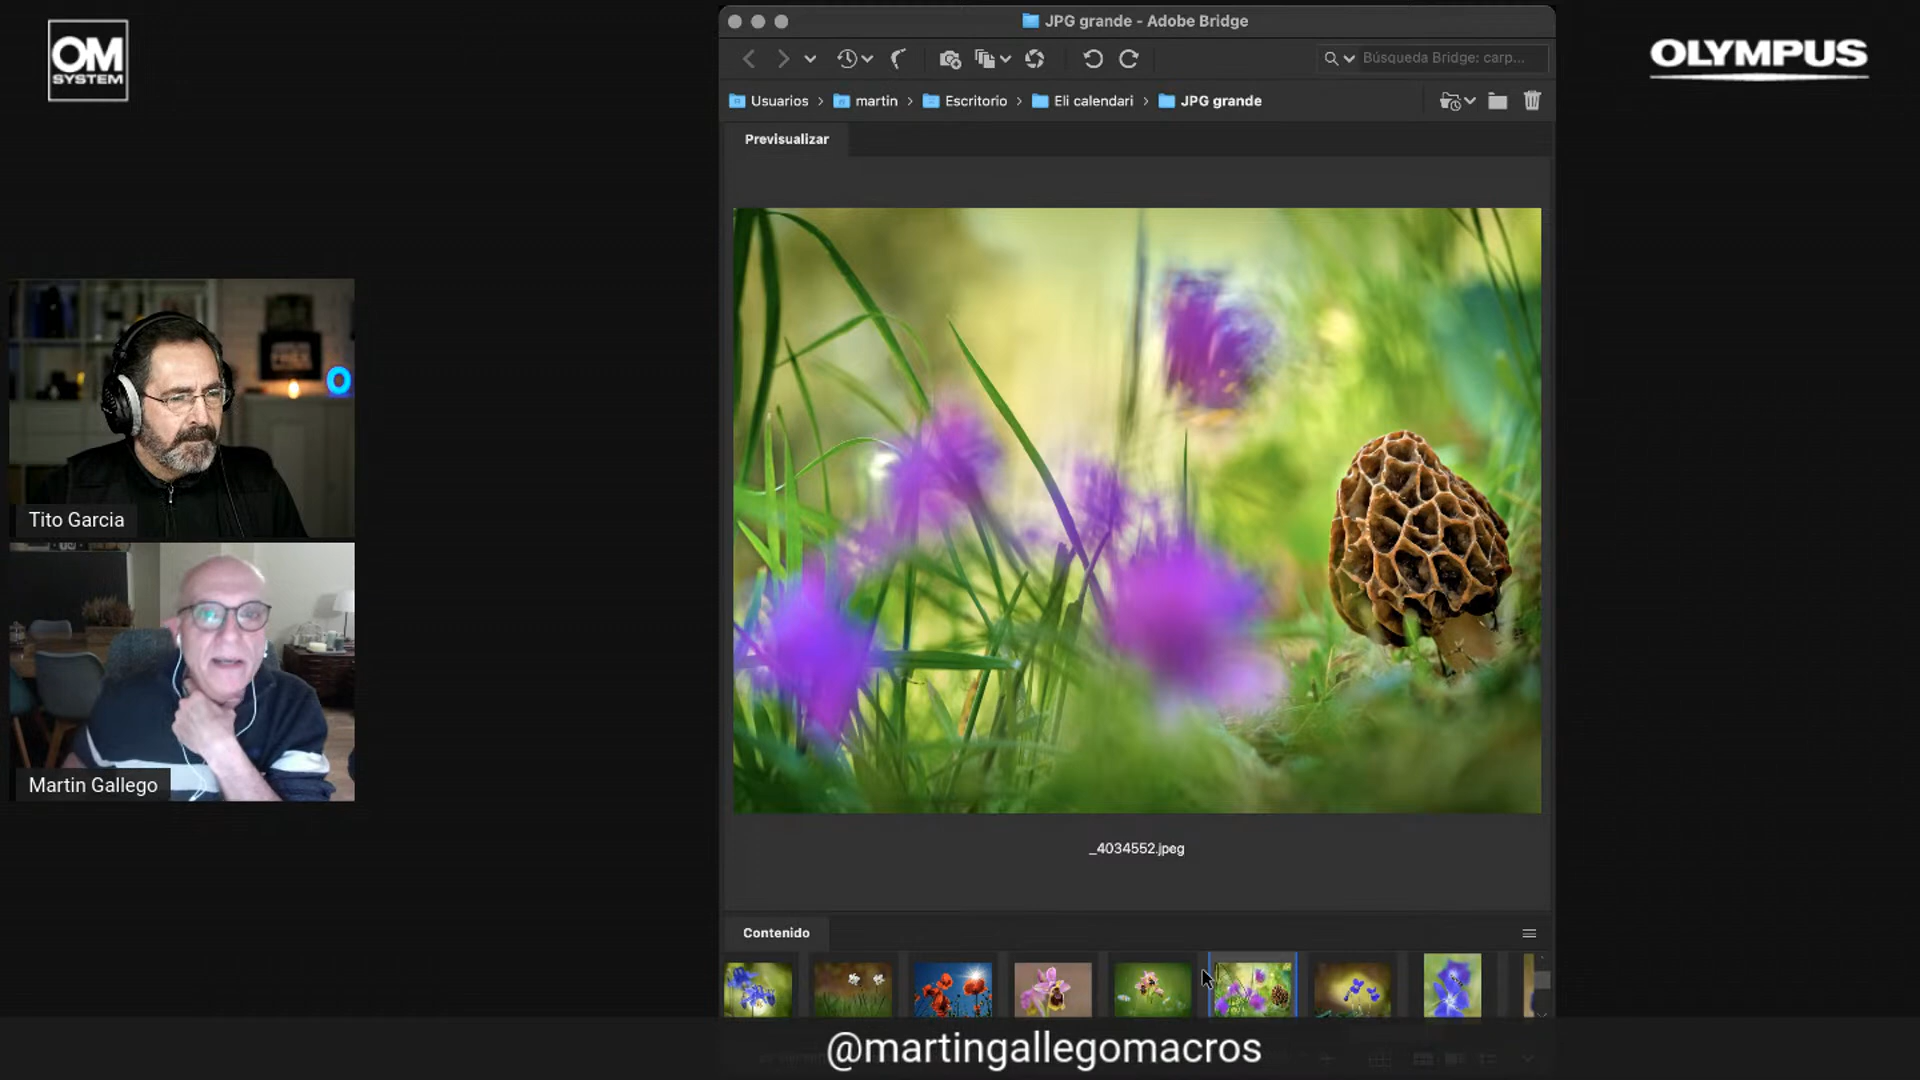 OM
SYSTEM
OLYMPUS
JPG grande - Adobe Bridge
Búsqueda Bridge: carp...
Usuarios > martin > Escritorio > Eli calendari > JPG grande
Previsualizar
Tito Garcia
Martin Gallego
_4034552.jpeg
Contenido
@martingallegomacros